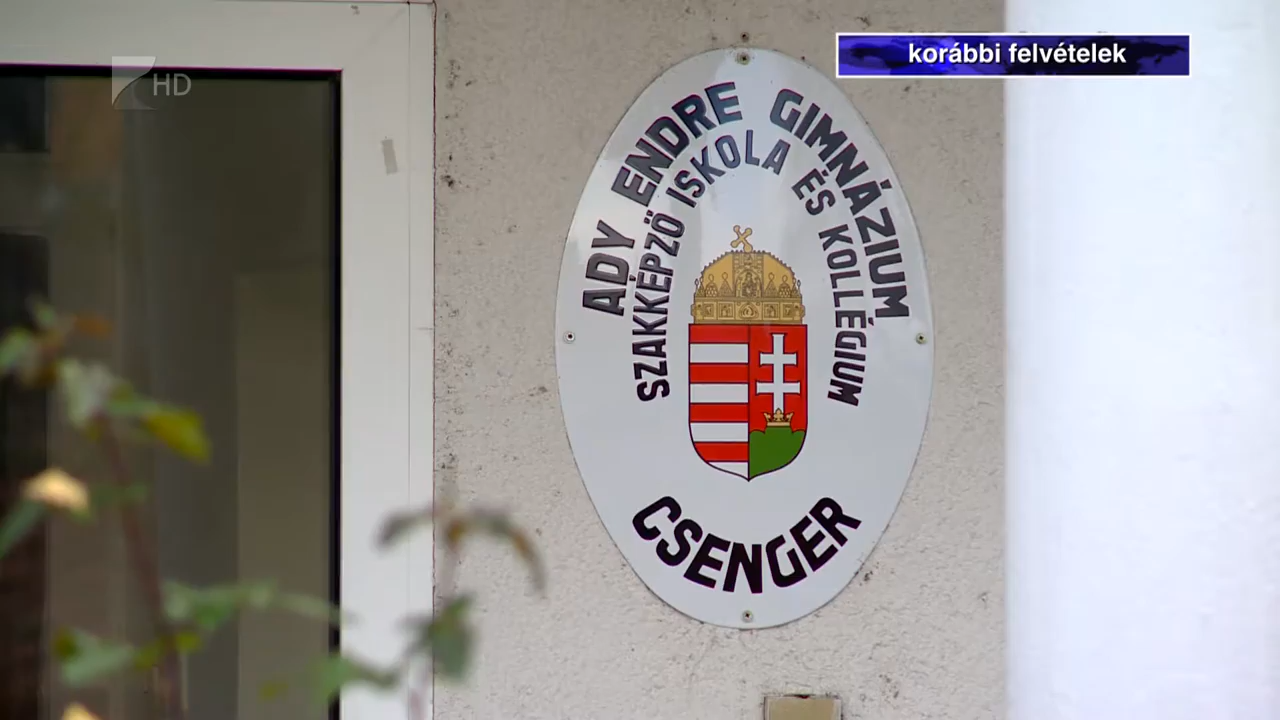 HD
korábbi felvételek
ADY ENDRE GIMNÁZIUM
SZAKKÉPZŐ ISKOLA ÉS KOLLÉGIUM
CSENGER